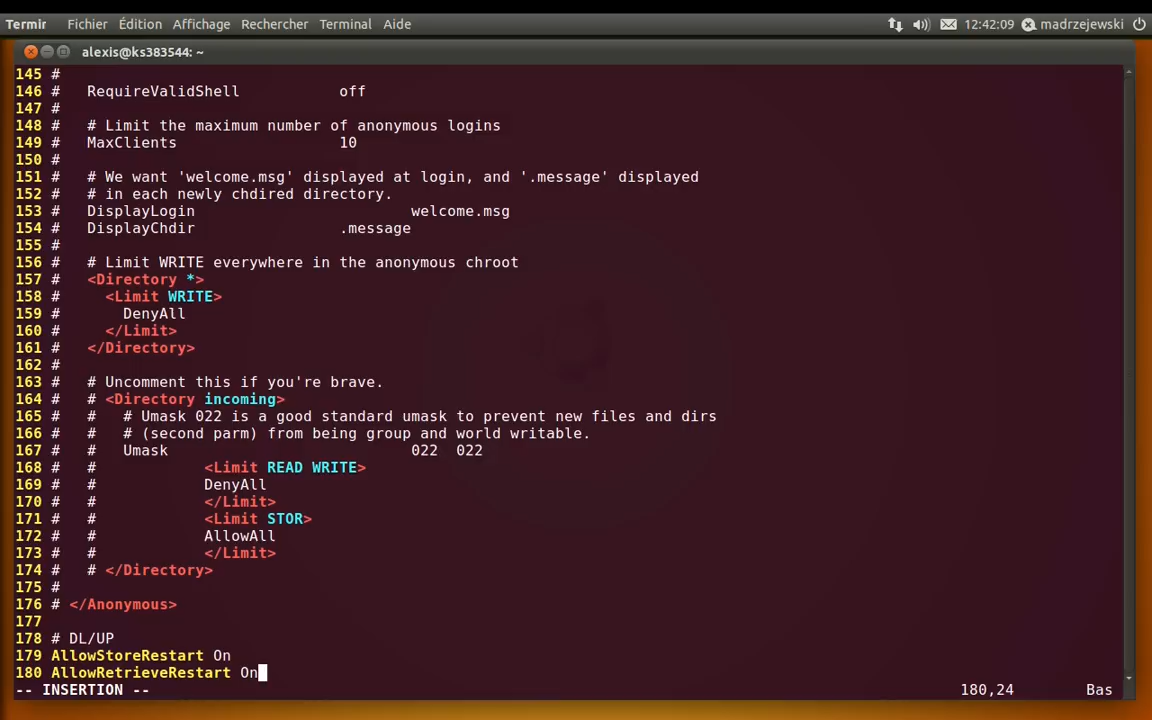 Termin Fichier Édition Affichage Rechercher Terminal Aide 12:42:09 madrzejewski
alexis@ks383544: ~
145 #
146 #   RequireValidShell           off
147 #
148 #   # Limit the maximum number of anonymous logins
149 #   MaxClients                  10
150 #
151 #   # We want 'welcome.msg' displayed at login, and '.message' displayed
152 #   # in each newly chdired directory.
153 #   DisplayLogin                        welcome.msg
154 #   DisplayChdir                .message
155 #
156 #   # Limit WRITE everywhere in the anonymous chroot
157 #   <Directory *>
158 #     <Limit WRITE>
159 #       DenyAll
160 #     </Limit>
161 #   </Directory>
162 #
163 #   # Uncomment this if you're brave.
164 #   # <Directory incoming>
165 #   #   # Umask 022 is a good standard umask to prevent new files and dirs
166 #   #   # (second parm) from being group and world writable.
167 #   #   Umask                           022  022
168 #   #            <Limit READ WRITE>
169 #   #            DenyAll
170 #   #            </Limit>
171 #   #            <Limit STOR>
172 #   #            AllowAll
173 #   #            </Limit>
174 #   # </Directory>
175 #
176 # </Anonymous>
177
178 # DL/UP
179 AllowStoreRestart On
180 AllowRetrieveRestart On
-- INSERTION -- 180,24 Bas